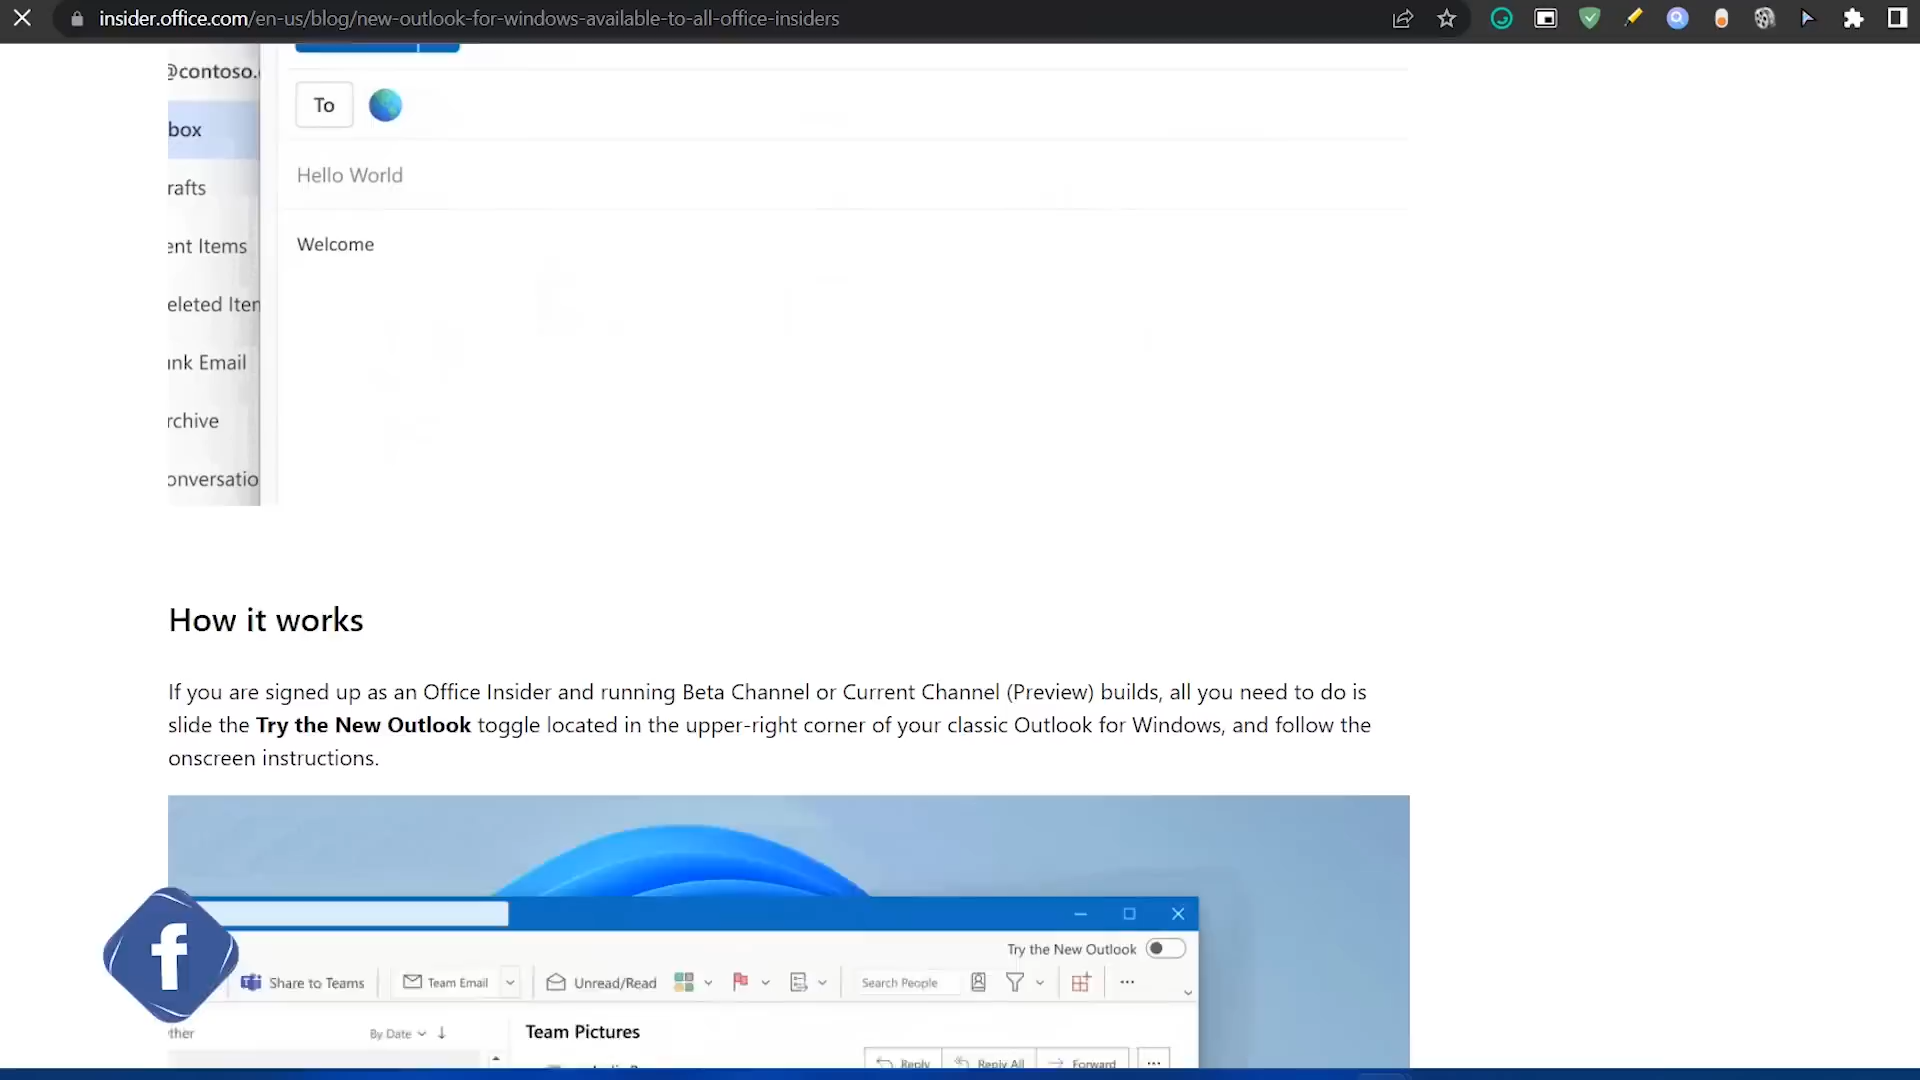 insider.office.com/en-us/blog/new-outlook-for-windows-available-to-all-office-insiders
@contoso.
To
box
rafts
Hello World
ent Items
Welcome
eleted Iten
unk Email
rchive
onversatio
How it works
If you are signed up as an Office Insider and running Beta Channel or Current Channel (Preview) builds, all you need to do is
slide the Try the New Outlook toggle located in the upper-right corner of your classic Outlook for Windows, and follow the
onscreen instructions.
f
Try the New Outlook
Share to Teams Team Email Unread/Read Search People
ther By Date Team Pictures
Reply Reply All Forward